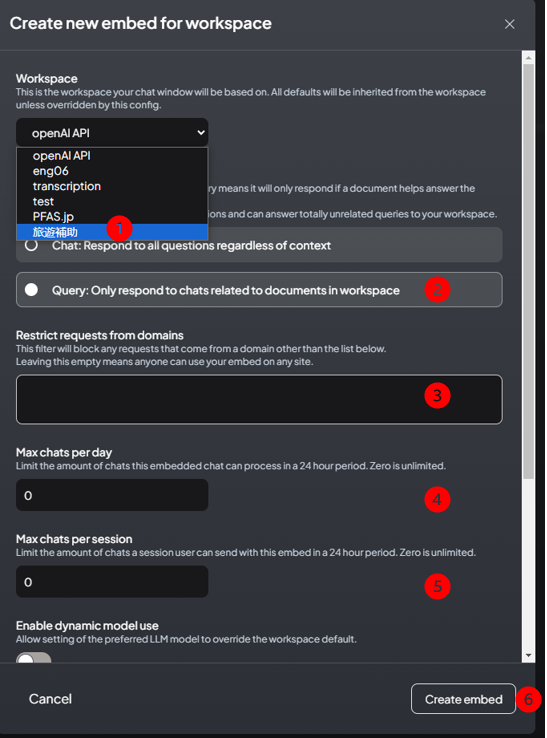 Create new embed for workspace
Workspace
This is the workspace your chat window will be based on. All defaults will be inherited from the workspace
unless overridden by this config.
openAI API
openAI API
eng06
transcription
test
PFAS.jp
旅遊補助
1
ry means it will only respond if a document helps answer the
ions and can answer totally unrelated queries to your workspace.
Chat: Respond to all questions regardless of context
Query: Only respond to chats related to documents in workspace
2
Restrict requests from domains
This filter will block any requests that come from a domain other than the list below.
Leaving this empty means anyone can use your embed on any site.
3
Max chats per day
Limit the amount of chats this embedded chat can process in a 24 hour period. Zero is unlimited.
0
4
Max chats per session
Limit the amount of chats a session user can send with this embed in a 24 hour period. Zero is unlimited.
0
5
Enable dynamic model use
Allow setting of the preferred LLM model to override the workspace default.
Cancel
Create embed
6